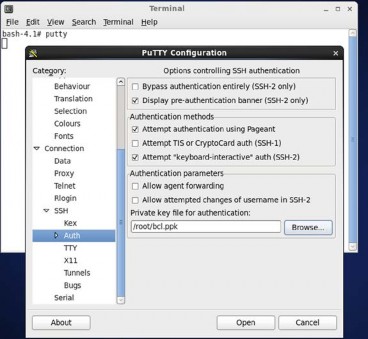 Terminal
File Edit View Search Terminal Help
bash-4.1# putty
PuTTY Configuration
Category:
Behaviour
Translation
Selection
Colours
Fonts
Connection
Data
Proxy
Telnet
Rlogin
SSH
Kex
Auth
TTY
X11
Tunnels
Bugs
Serial
Options controlling SSH authentication
Bypass authentication entirely (SSH-2 only)
Display pre-authentication banner (SSH-2 only)
Authentication methods
Attempt authentication using Pageant
Attempt TIS or CryptoCard auth (SSH-1)
Attempt "keyboard-interactive" auth (SSH-2)
Authentication parameters
Allow agent forwarding
Allow attempted changes of username in SSH-2
Private key file for authentication:
/root/bcl.ppk Browse...
About Open Cancel